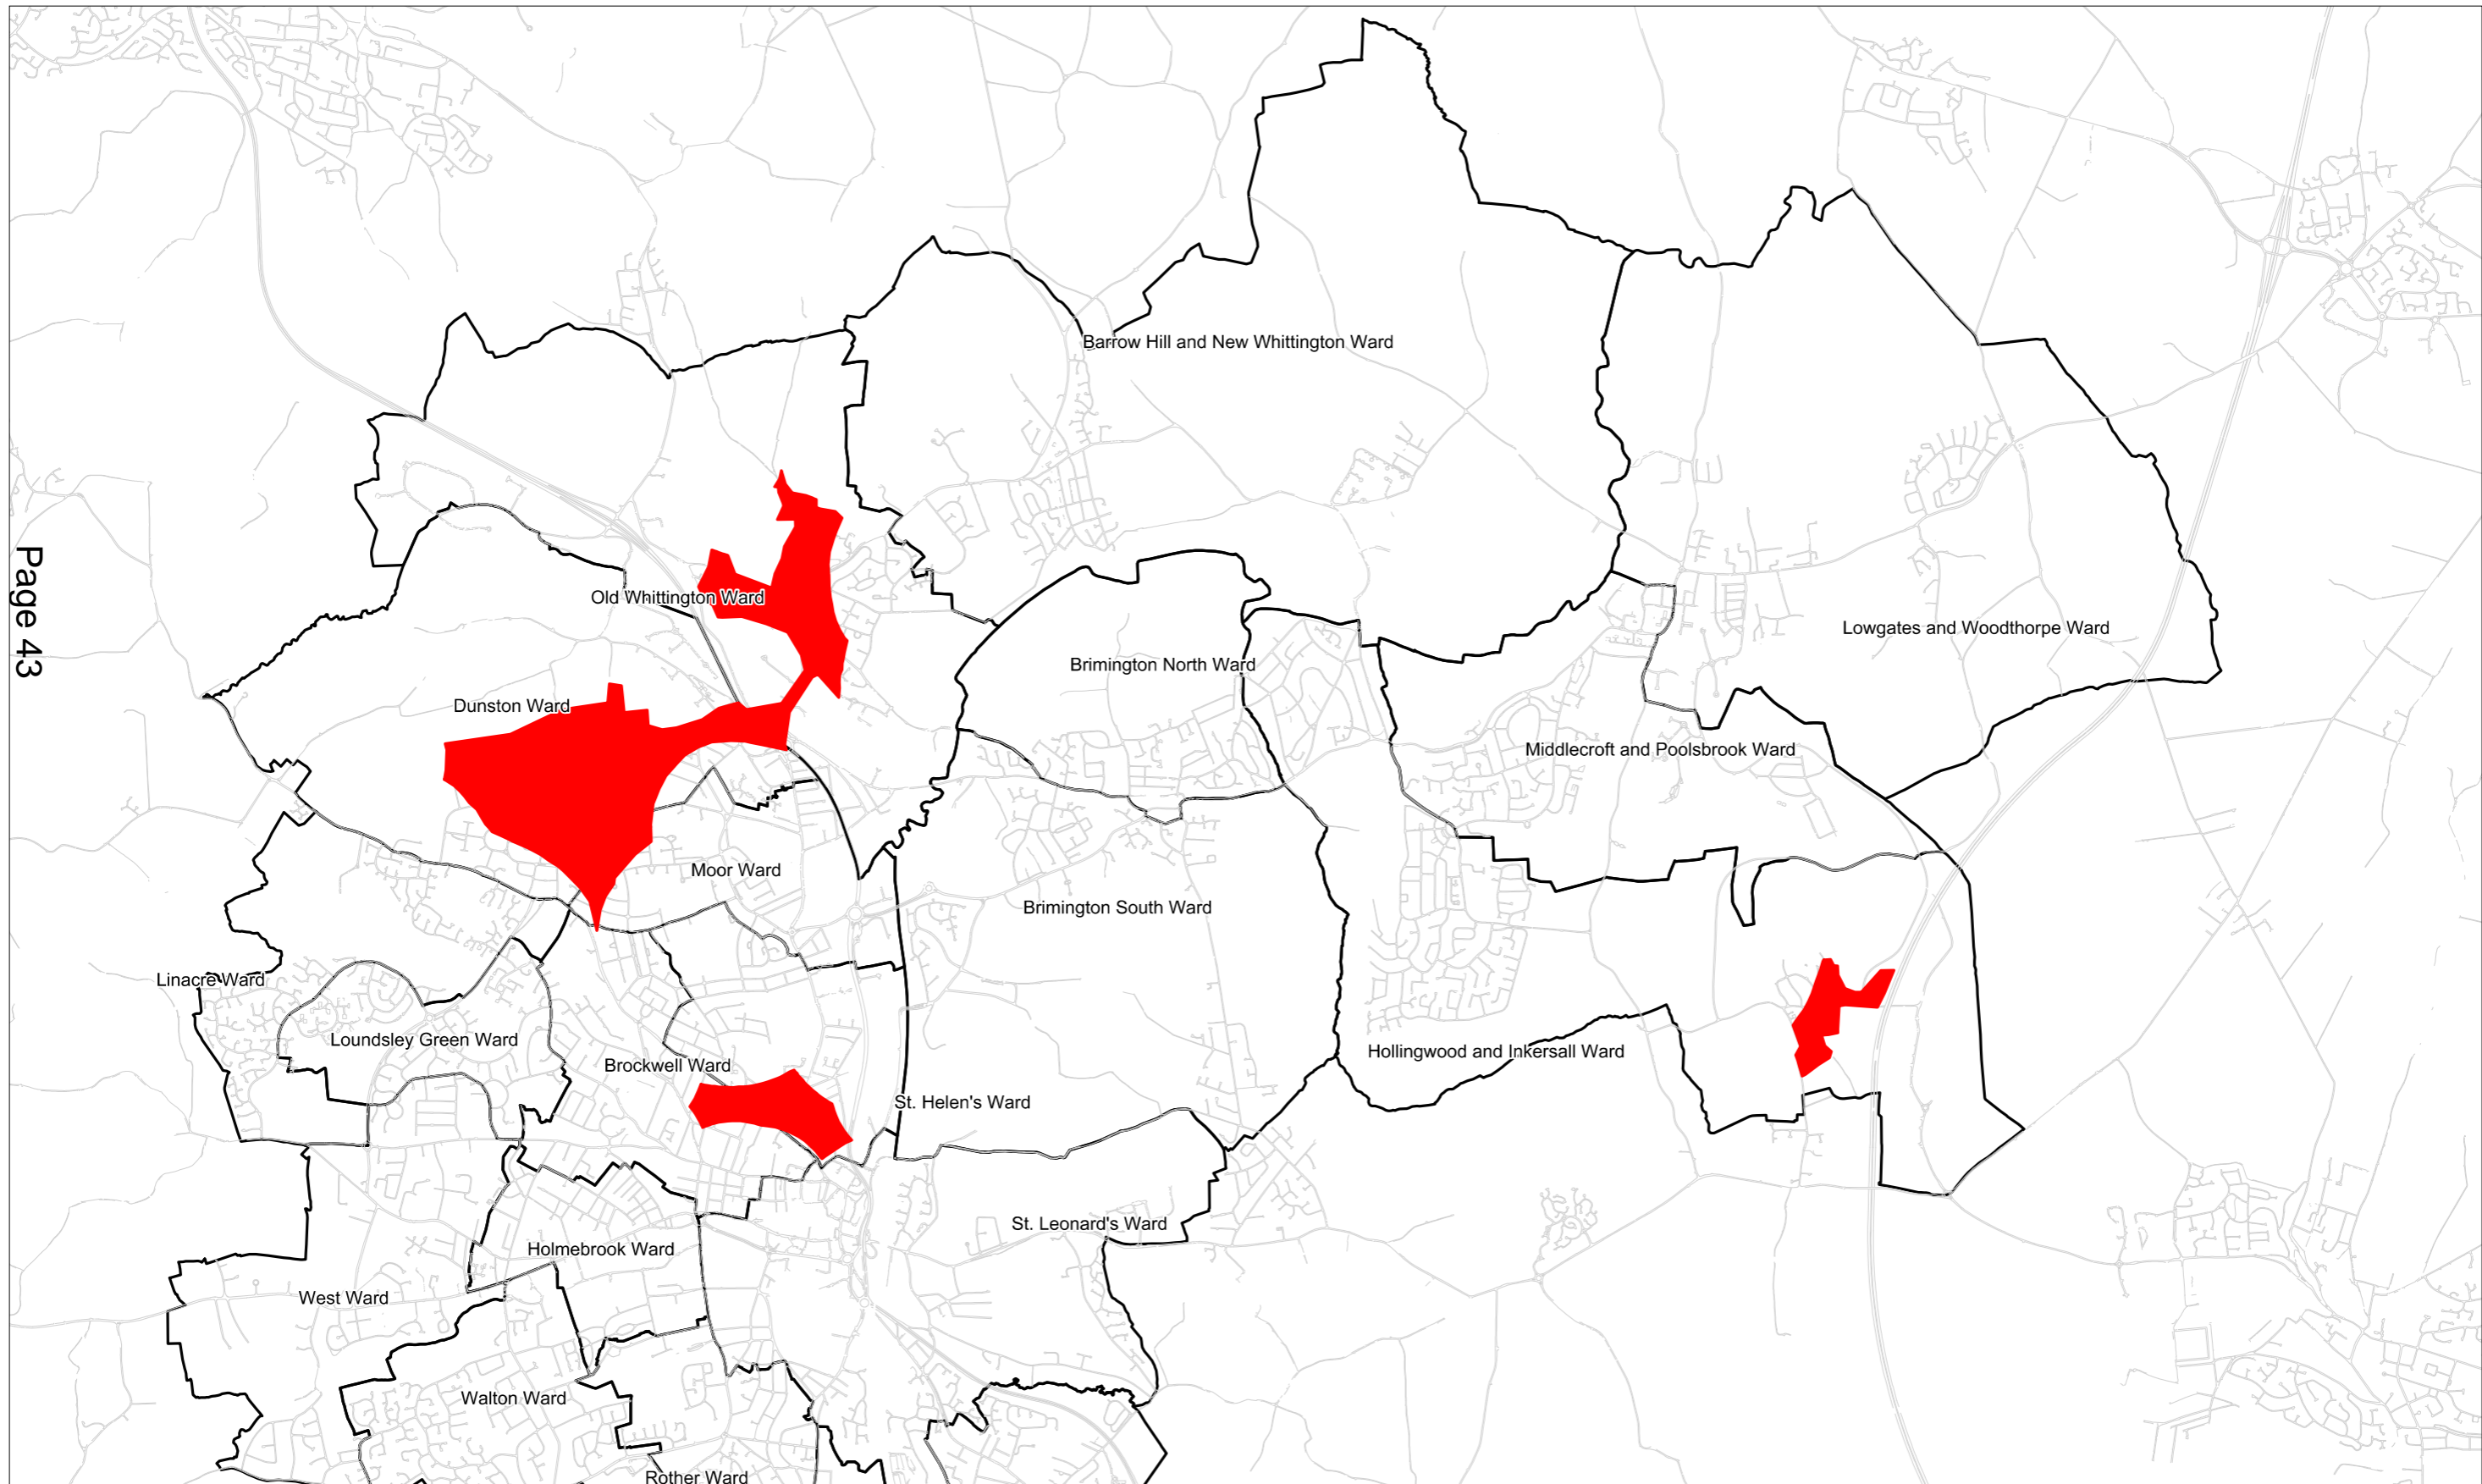 Barrow Hill and New Whittington Ward
Old Whittington Ward
Page 43
Lowgates and Woodthorpe Ward
Brimington North Ward
Dunston Ward
Middlecroft and Poolsbrook Ward
Moor Ward
Brimington South Ward
Linacre Ward
Loundsley Green Ward
Hollingwood and Inkersall Ward
Brockwell Ward
St. Helen's Ward
St. Leonard's Ward
Holmebrook Ward
West Ward
Walton Ward
Rother Ward